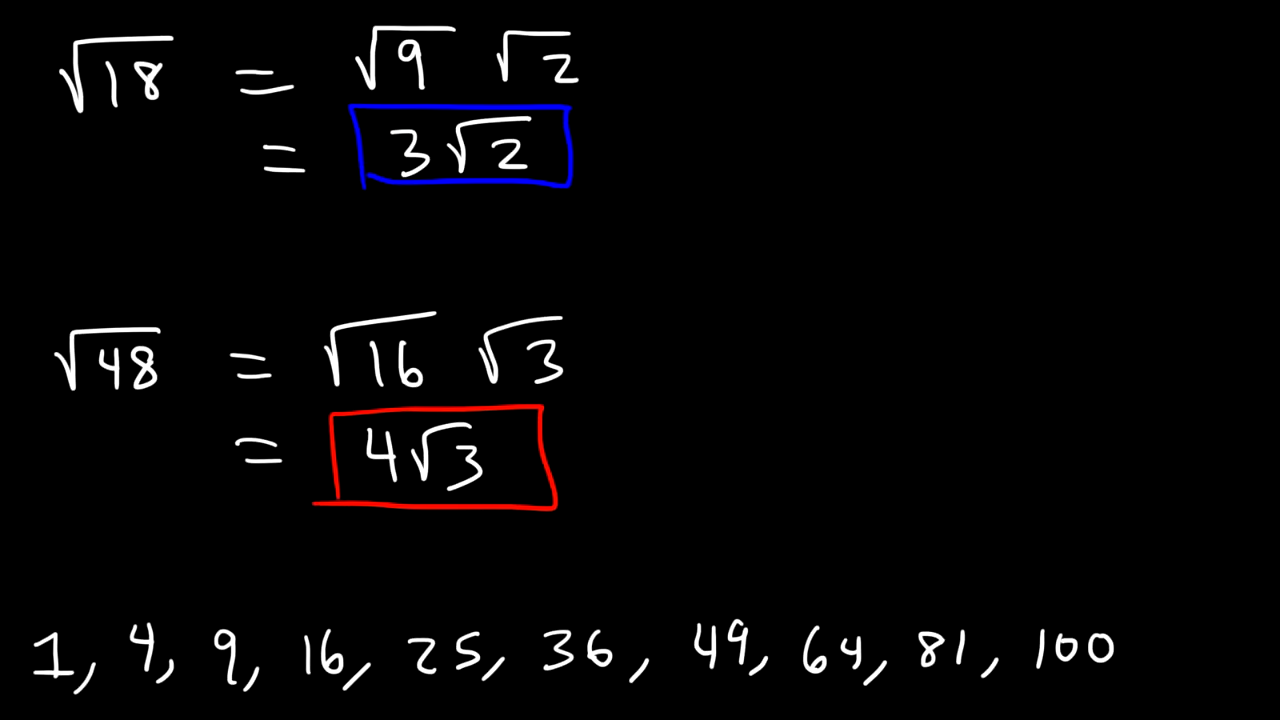 √18 = √9 √2
= 3√2
√48 = √16 √3
= 4√3
1, 4, 9, 16, 25, 36, 49, 64, 81, 100